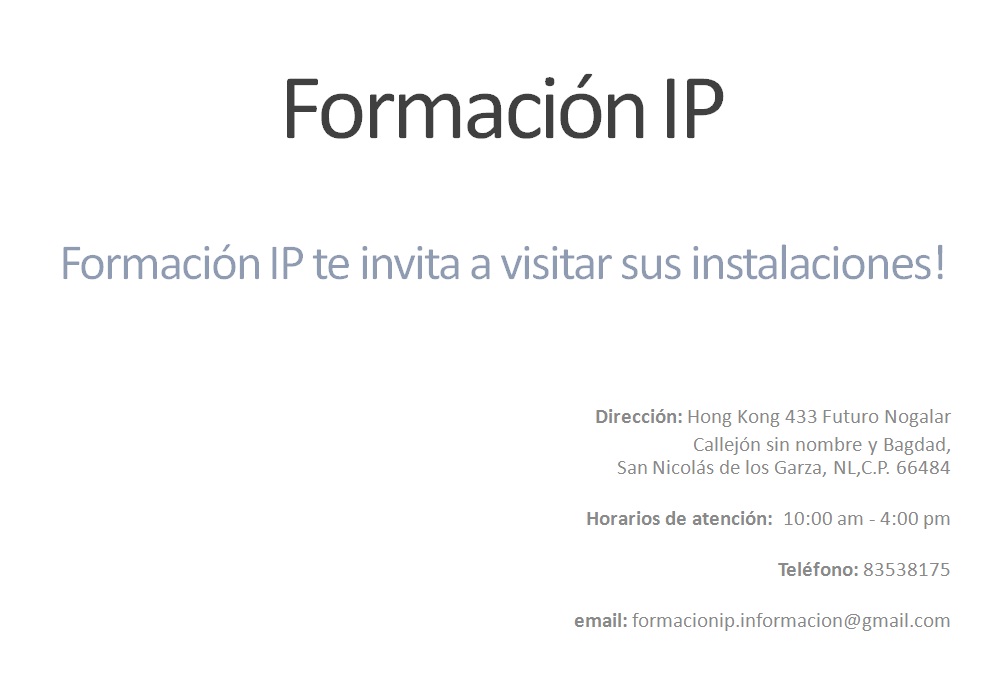 Formación IP
Formación IP te invita a visitar sus instalaciones!
Dirección: Hong Kong 433 Futuro Nogalar
Callejón sin nombre y Bagdad,
San Nicolás de los Garza, NL,C.P. 66484
Horarios de atención: 10:00 am - 4:00 pm
Teléfono: 83538175
email: formacionip.informacion@gmail.com